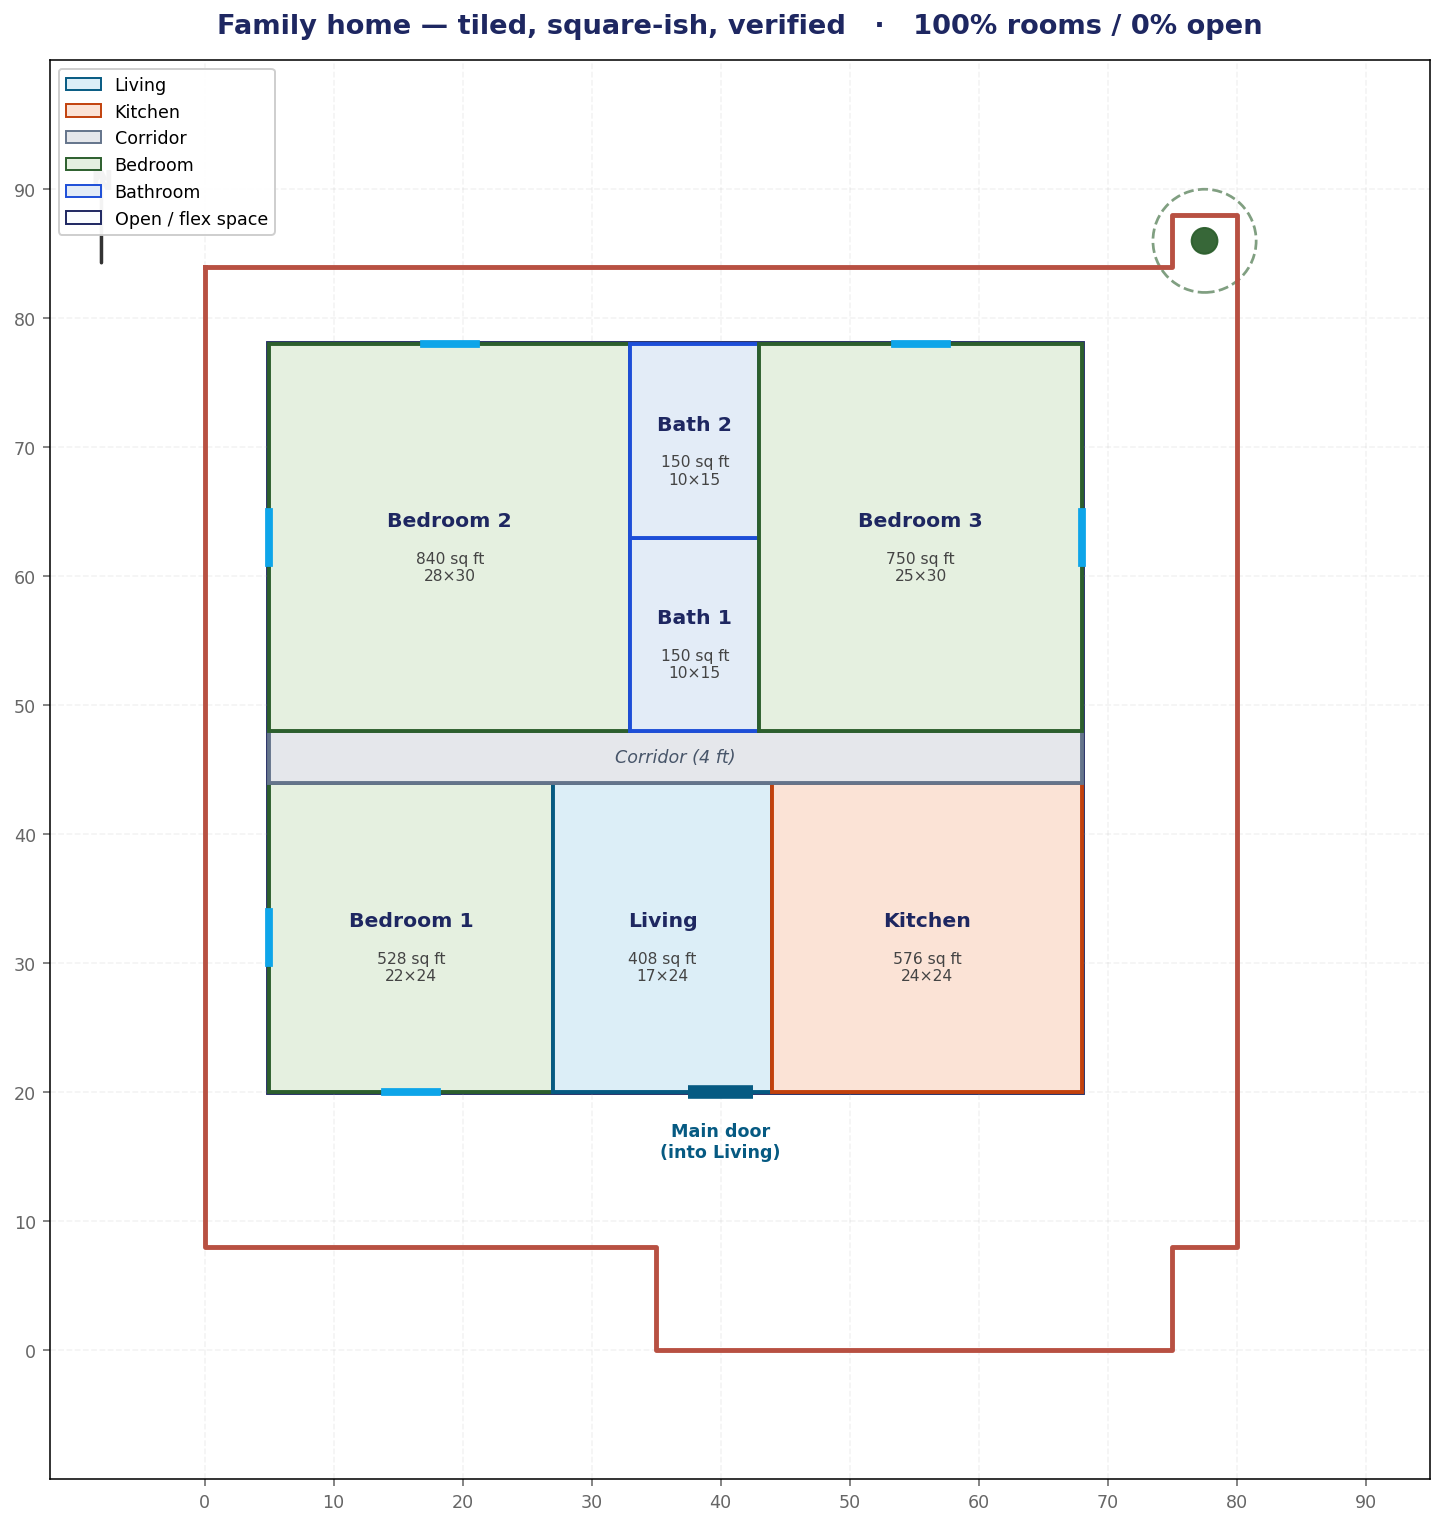 Family home — tiled, square-ish, verified · 100% rooms / 0% open
Living
Kitchen
Corridor
Bedroom
Bathroom
Open / flex space
90
80
70
60
50
40
30
20
10
0
Bath 2
150 sq ft
10×15
Bedroom 2
840 sq ft
28×30
Bedroom 3
750 sq ft
25×30
Bath 1
150 sq ft
10×15
Corridor (4 ft)
Bedroom 1
528 sq ft
22×24
Living
408 sq ft
17×24
Kitchen
576 sq ft
24×24
Main door
(into Living)
0 10 20 30 40 50 60 70 80 90